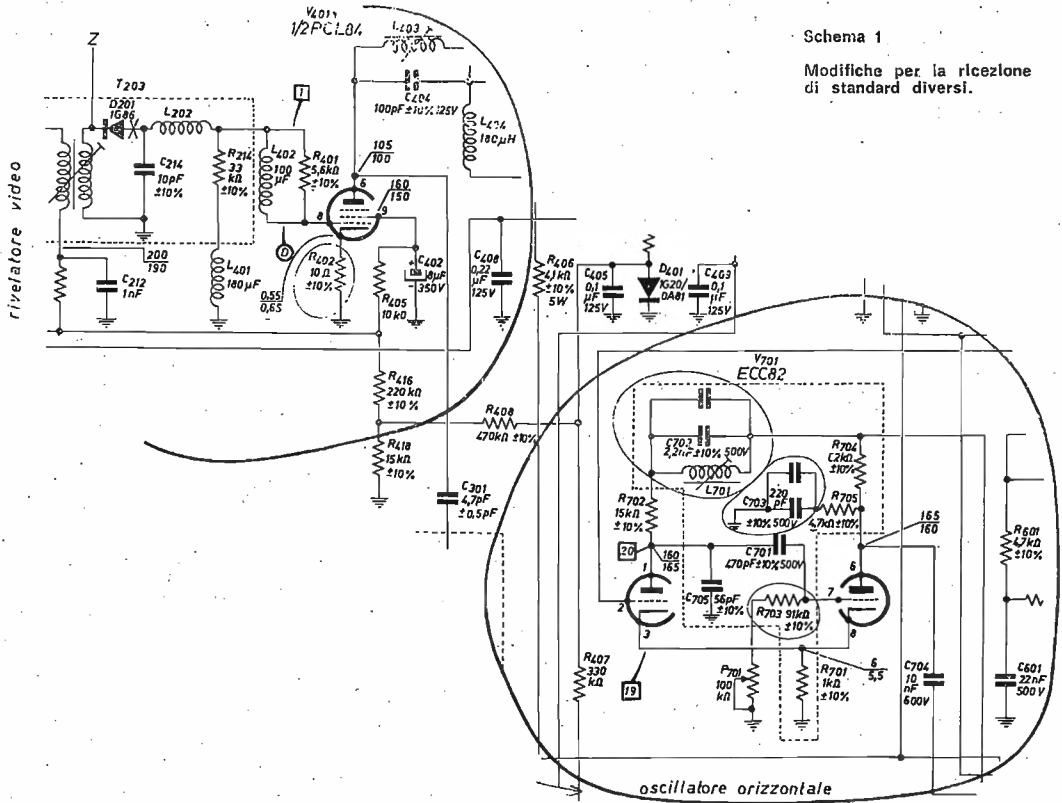 Schema 1
Modifiche per la ricezione
di standard diversi.
rivelatore video
Z
T203
D201
1G86
L202
C214
10pF
±10%
R214
33
kΩ
±10%
L401
180µF
200
190
C212
1nF
1
L402
100
µF
R401
5,6kΩ
±10%
D
V401
1/2PCL84
L403
C404
100pF±10% 125V
L404
180µH
105
100
6
160
150
9
8
R402
10Ω
±10%
0,55
0,65
R405
10kΩ
C402
8µF
350V
C408
0,22
µF
125V
R416
220kΩ
±10%
R418
15kΩ
±10%
R408
470kΩ ±10%
C301
4,7pF
±0,5pF
R406
4,1kΩ
±10%
5W
C405
0,1
µF
125V
D401
1G20/
OA81
C403
0,1
µF
125V
R407
330
kΩ
V701
ECC82
C702
2,2nF±10% 500V
L701
R702
15kΩ
±10%
C703
220
pF
±10% 500V
R704
±10%
R705
4,7kΩ±10%
165
160
20
160
165
1
2
3
C701
470pF±10%500V
C705 56pF
±10%
R703 91kΩ
±10%
7
6
8
19
P701
100
kΩ
R701
1kΩ
±10%
6
5,5
C704
10
nF
600V
R601
47kΩ
±10%
C601
22nF
500V
oscillatore orizzontale